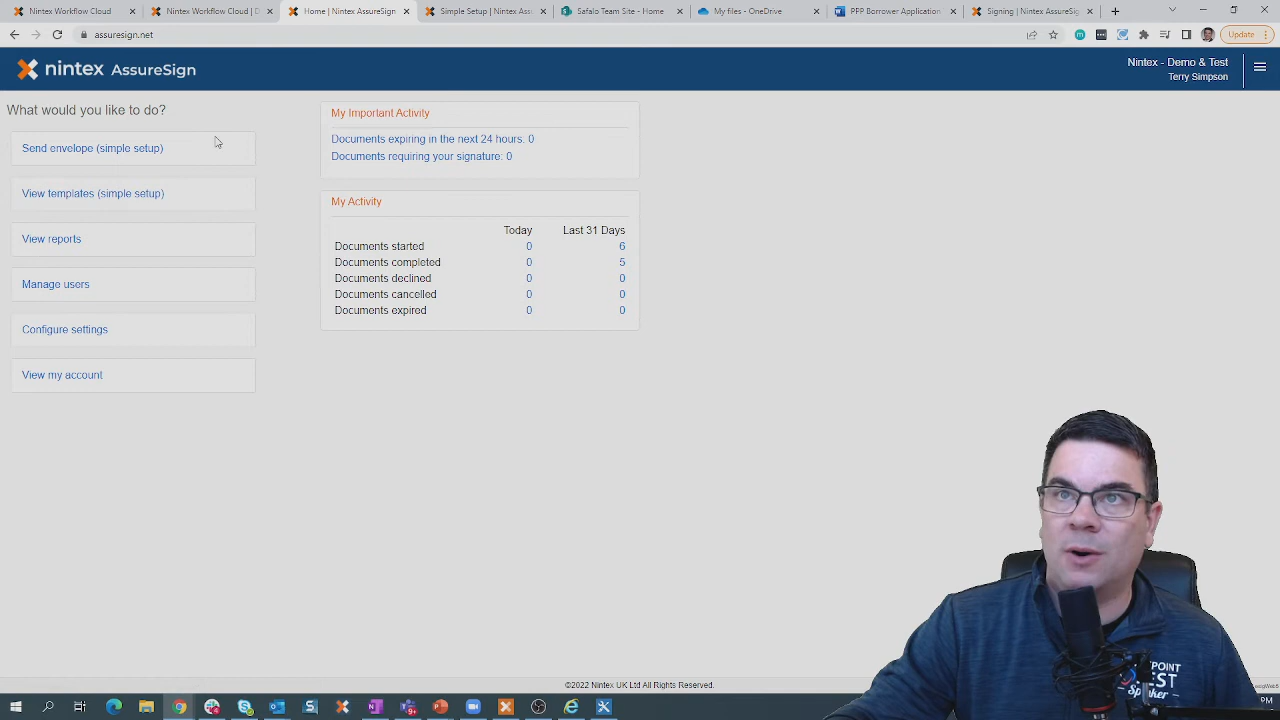 Nintex Workflow Cloud
Nintex Workflow Cloud | D
Home | Nintex AssureSign
Simple Setup | Nintex Ass
Safalo Team Site - Home
My files - OneDrive
PPP Borrower Application
Signing | Nintex AssureSig
assuresign.net
Update
nintex AssureSign
Nintex - Demo & Test
Terry Simpson
What would you like to do?
Send envelope (simple setup)
View templates (simple setup)
View reports
Manage users
Configure settings
View my account
My Important Activity
Documents expiring in the next 24 hours: 0
Documents requiring your signature: 0
My Activity
Today Last 31 Days
Documents started 0 6
Documents completed 0 5
Documents declined 0 0
Documents cancelled 0 0
Documents expired 0 0
©2022 Nintex UK Ltd All Rights Reserved.
PM